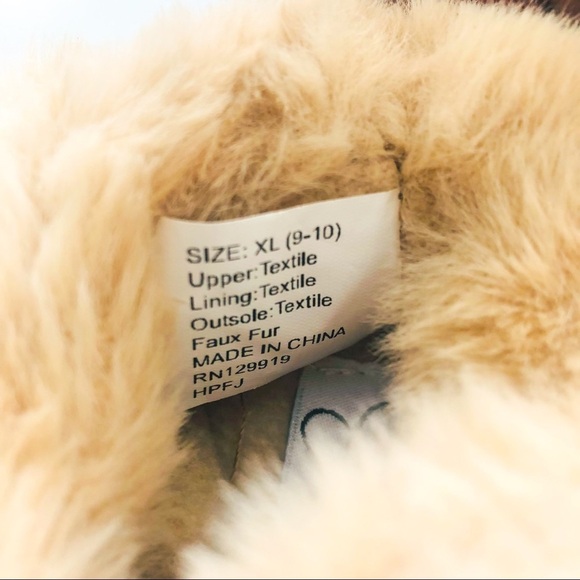 SIZE: XL (9-10)
Upper:Textile
Lining:Textile
Outsole:Textile
Faux Fur
MADE IN CHINA
RN129919
HPFJ